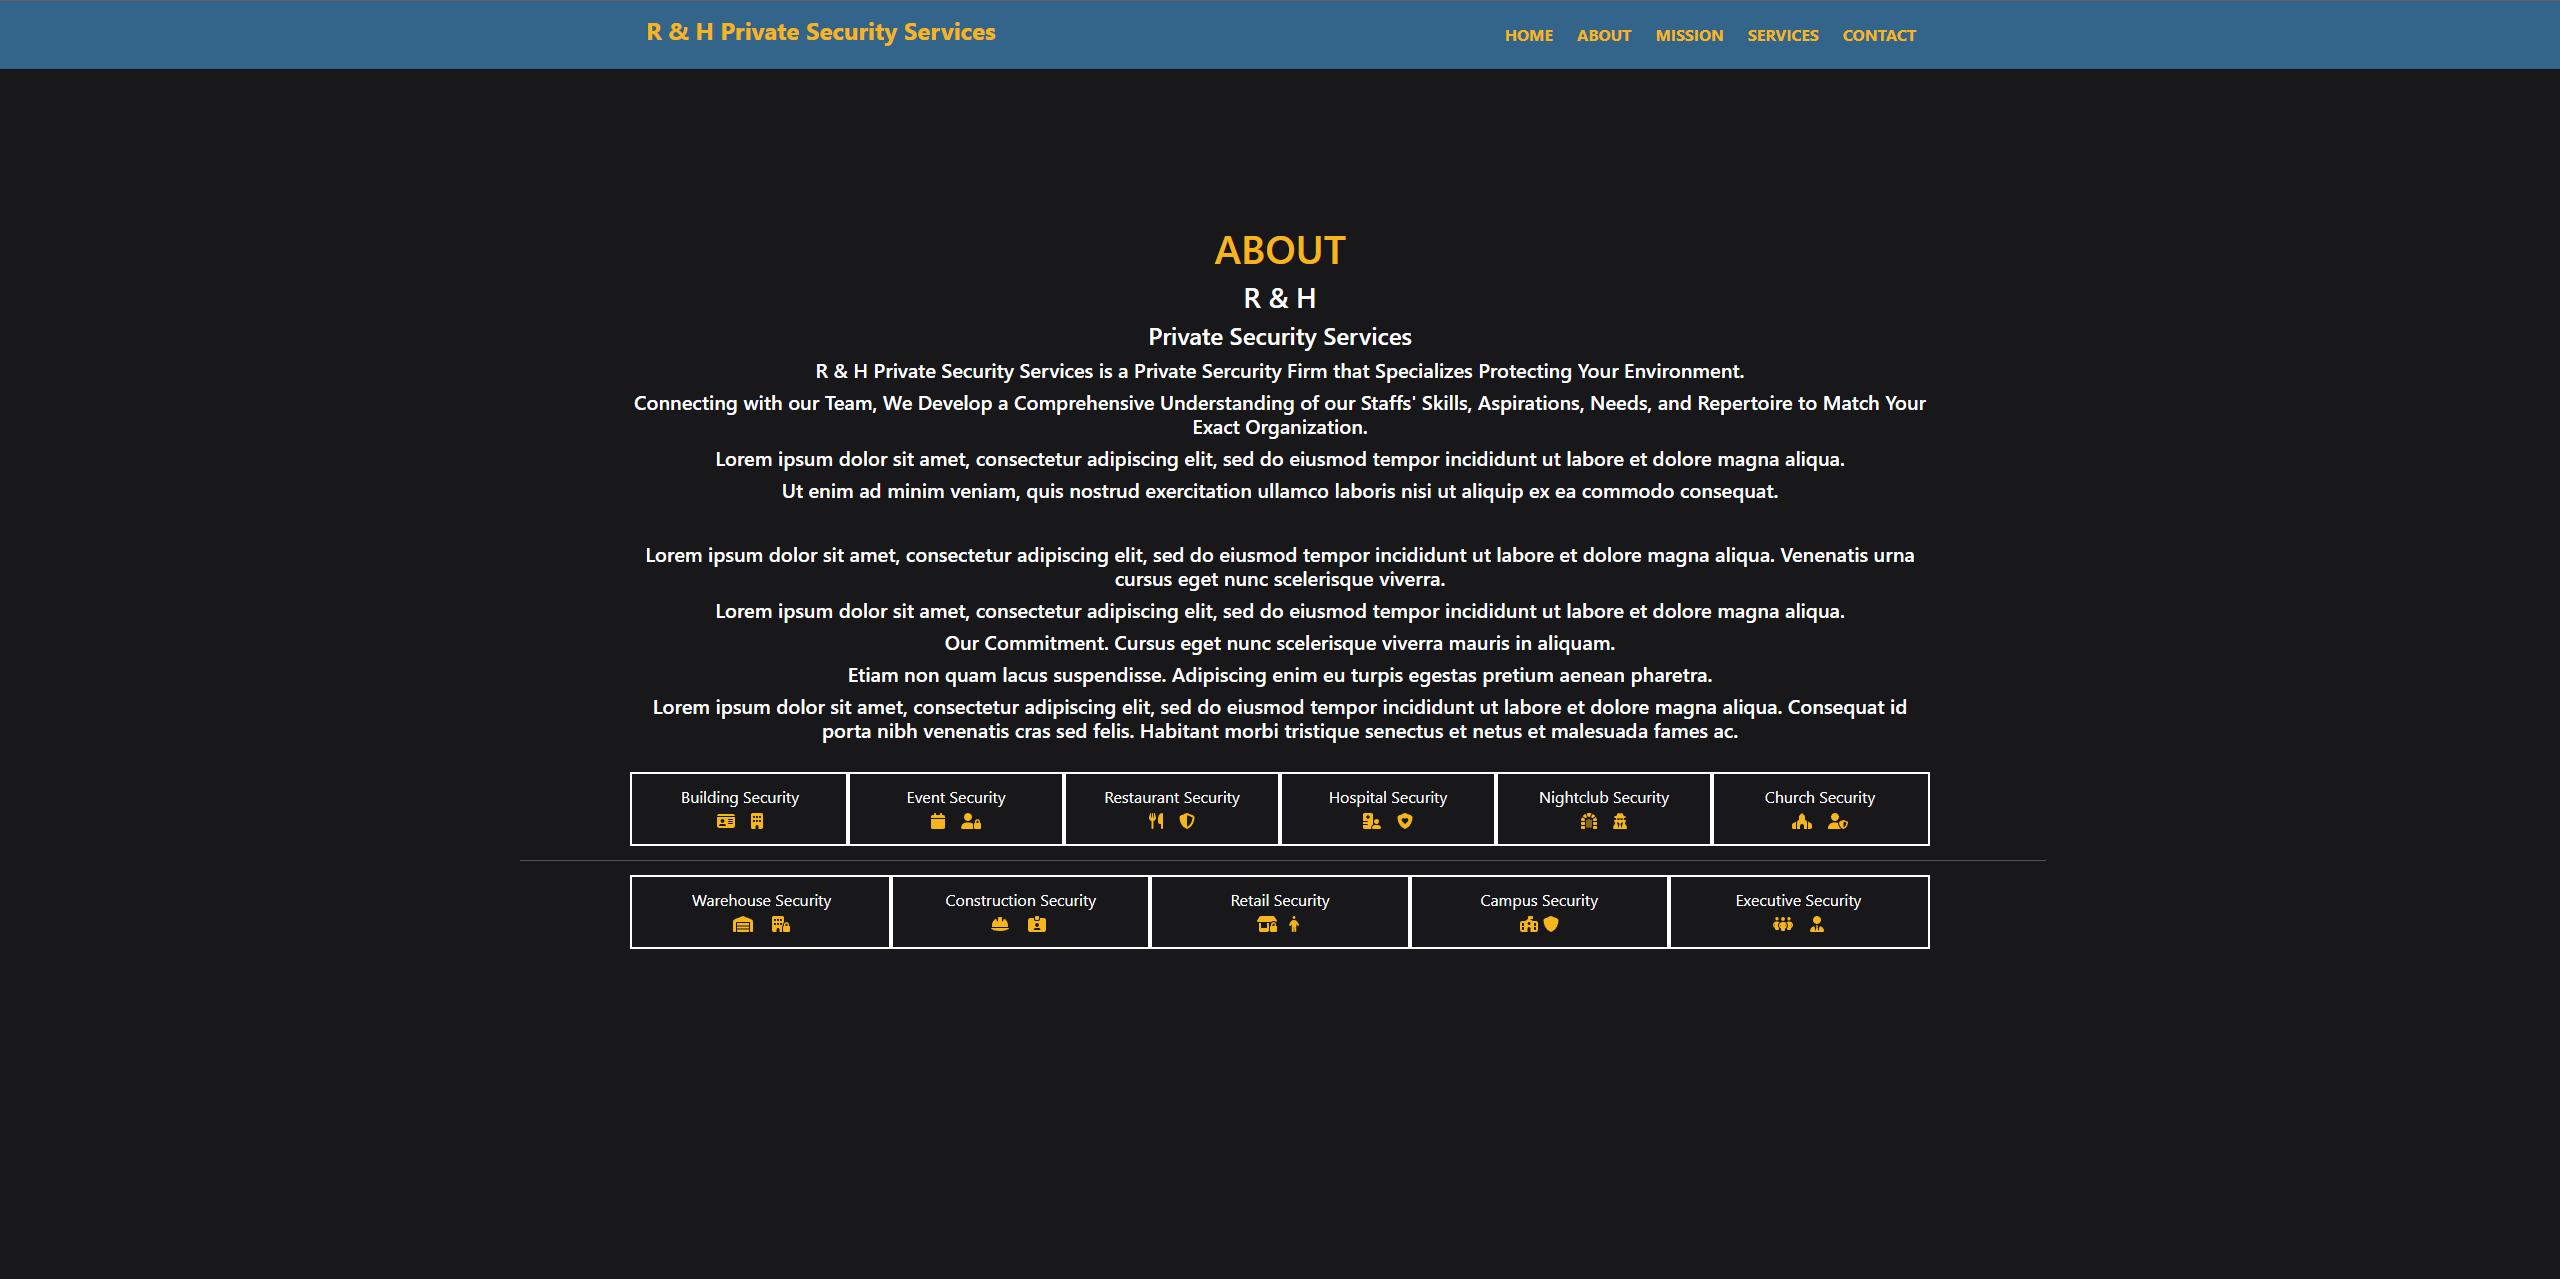 R & H Private Security Services
HOME ABOUT MISSION SERVICES CONTACT
ABOUT
R & H
Private Security Services
R & H Private Security Services is a Private Sercurity Firm that Specializes Protecting Your Environment.
Connecting with our Team, We Develop a Comprehensive Understanding of our Staffs' Skills, Aspirations, Needs, and Repertoire to Match Your
Exact Organization.
Lorem ipsum dolor sit amet, consectetur adipiscing elit, sed do eiusmod tempor incididunt ut labore et dolore magna aliqua.
Ut enim ad minim veniam, quis nostrud exercitation ullamco laboris nisi ut aliquip ex ea commodo consequat.
Lorem ipsum dolor sit amet, consectetur adipiscing elit, sed do eiusmod tempor incididunt ut labore et dolore magna aliqua. Venenatis urna
cursus eget nunc scelerisque viverra.
Lorem ipsum dolor sit amet, consectetur adipiscing elit, sed do eiusmod tempor incididunt ut labore et dolore magna aliqua.
Our Commitment. Cursus eget nunc scelerisque viverra mauris in aliquam.
Etiam non quam lacus suspendisse. Adipiscing enim eu turpis egestas pretium aenean pharetra.
Lorem ipsum dolor sit amet, consectetur adipiscing elit, sed do eiusmod tempor incididunt ut labore et dolore magna aliqua. Consequat id
porta nibh venenatis cras sed felis. Habitant morbi tristique senectus et netus et malesuada fames ac.
Building Security
Event Security
Restaurant Security
Hospital Security
Nightclub Security
Church Security
Warehouse Security
Construction Security
Retail Security
Campus Security
Executive Security